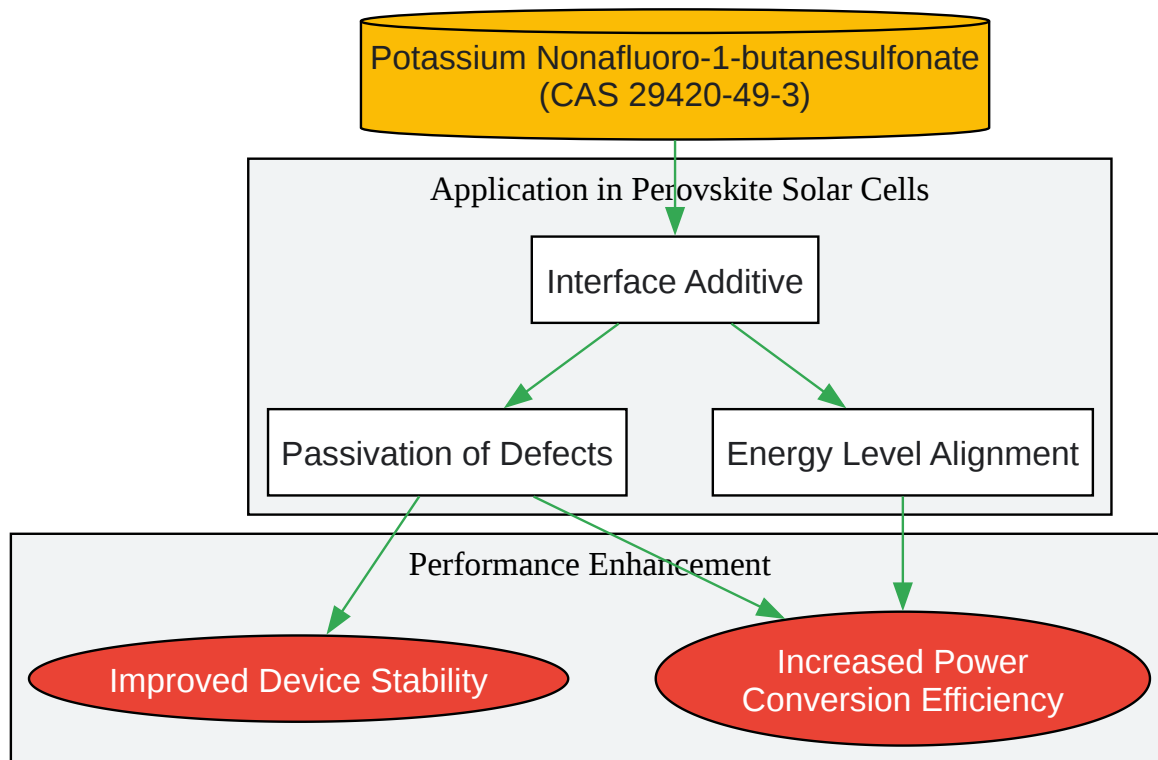 Potassium Nonafluoro-1-butanesulfonate
(CAS 29420-49-3)
Application in Perovskite Solar Cells
Interface Additive
Passivation of Defects
Energy Level Alignment
Performance Enhancement
Improved Device Stability
Increased Power
Conversion Efficiency